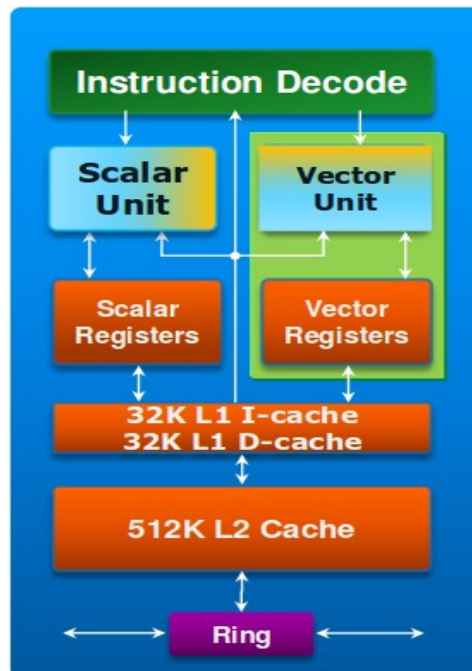 Instruction Decode
Scalar
Unit
Vector
Unit
Scalar
Registers
Vector
Registers
32K L1 I-cache
32K L1 D-cache
512K L2 Cache
Ring